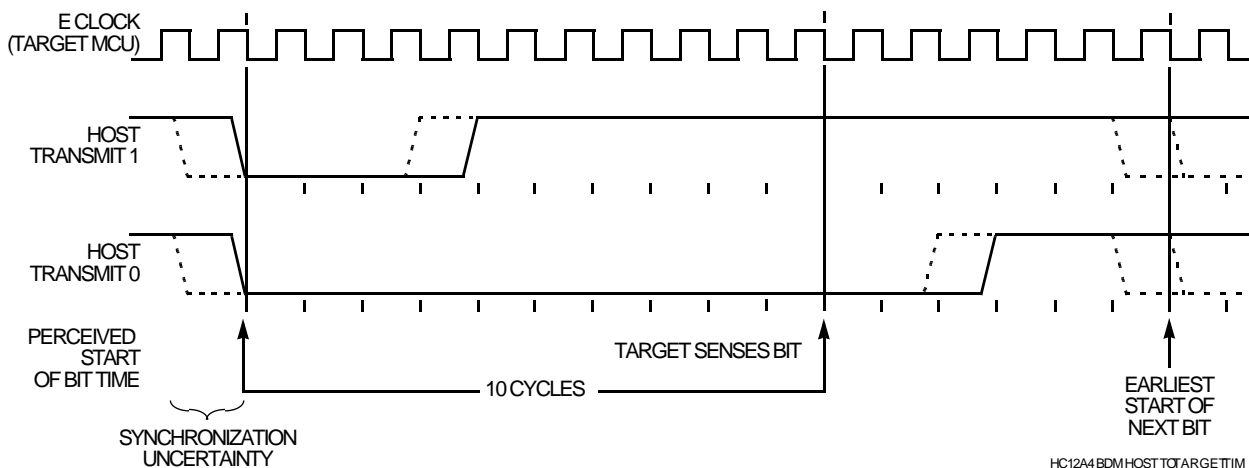 E CLOCK
(TARGET MCU)
HOST
TRANSMIT 1
HOST
TRANSMIT 0
PERCEIVED
START
OF BIT TIME
TARGET SENSES BIT
10 CYCLES
EARLIEST
START OF
NEXT BIT
SYNCHRONIZATION
UNCERTAINTY
HC12A4 BDM HOST TO TARGET TIM